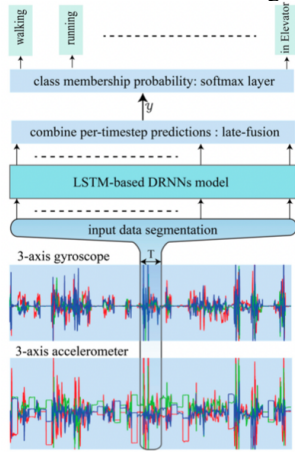 walking
running
in Elevator
class membership probability: softmax layer
y
combine per-timestep predictions : late-fusion
LSTM-based DRNNs model
input data segmentation
T
3-axis gyroscope
3-axis accelerometer